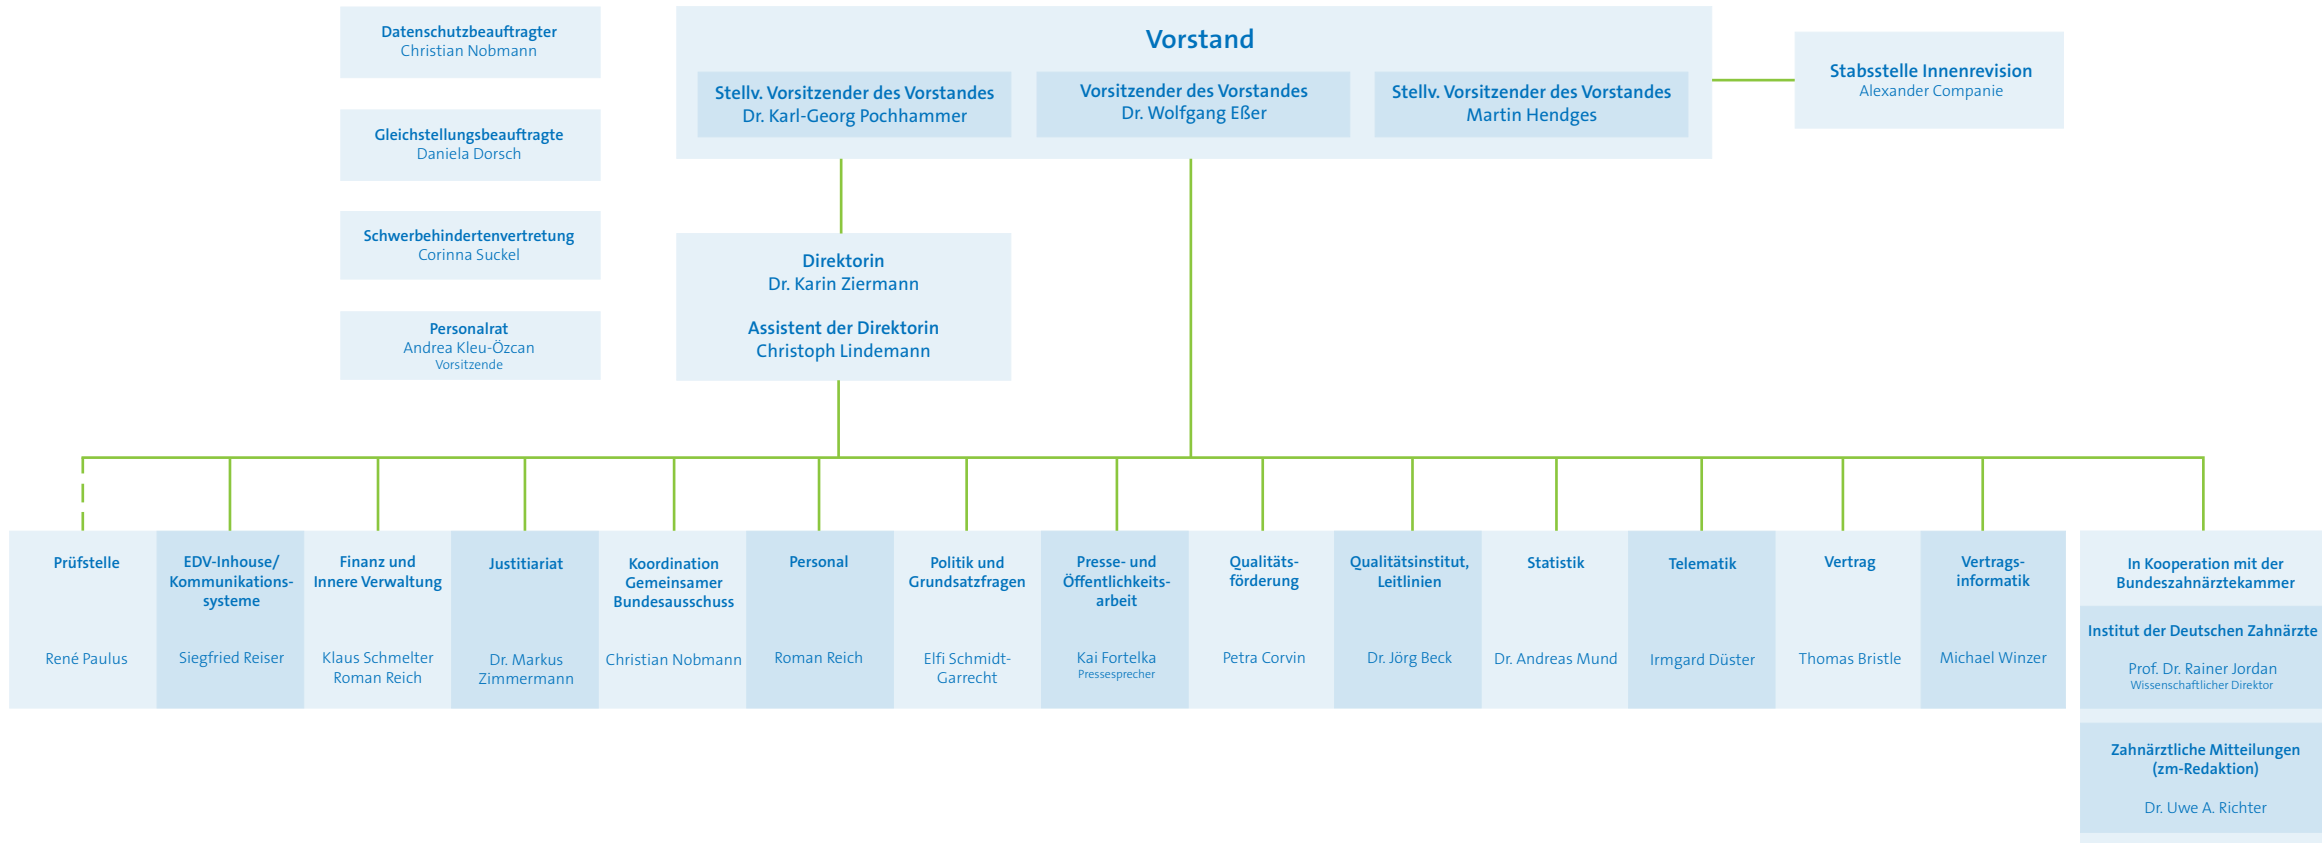 Datenschutzbeauftragter
Christian Nobmann
Gleichstellungsbeauftragte
Daniela Dorsch
Schwerbehindertenvertretung
Corinna Suckel
Personalrat
Andrea Kleu-Özcan
Vorsitzende
Vorstand
Stellv. Vorsitzender des Vorstandes
Dr. Karl-Georg Pochhammer
Vorsitzender des Vorstandes
Dr. Wolfgang Eßer
Stellv. Vorsitzender des Vorstandes
Martin Hendges
Stabsstelle Innenrevision
Alexander Companie
Direktorin
Dr. Karin Ziermann
Assistent der Direktorin
Christoph Lindemann
Prüfstelle
René Paulus
EDV-Inhouse/
Kommunikations-
systeme
Siegfried Reiser
Finanz und
Innere Verwaltung
Klaus Schmelter
Roman Reich
Justitiariat
Dr. Markus
Zimmermann
Koordination
Gemeinsamer
Bundesausschuss
Christian Nobmann
Personal
Roman Reich
Politik und
Grundsatzfragen
Elfi Schmidt-
Garrecht
Presse- und
Öffentlichkeits-
arbeit
Kai Fortelka
Pressesprecher
Qualitäts-
förderung
Petra Corvin
Qualitätsinstitut,
Leitlinien
Dr. Jörg Beck
Statistik
Dr. Andreas Mund
Telematik
Irmgard Düster
Vertrag
Thomas Bristle
Vertrags-
informatik
Michael Winzer
In Kooperation mit der
Bundeszahnärztekammer
Institut der Deutschen Zahnärzte
Prof. Dr. Rainer Jordan
Wissenschaftlicher Direktor
Zahnärztliche Mitteilungen
(zm-Redaktion)
Dr. Uwe A. Richter